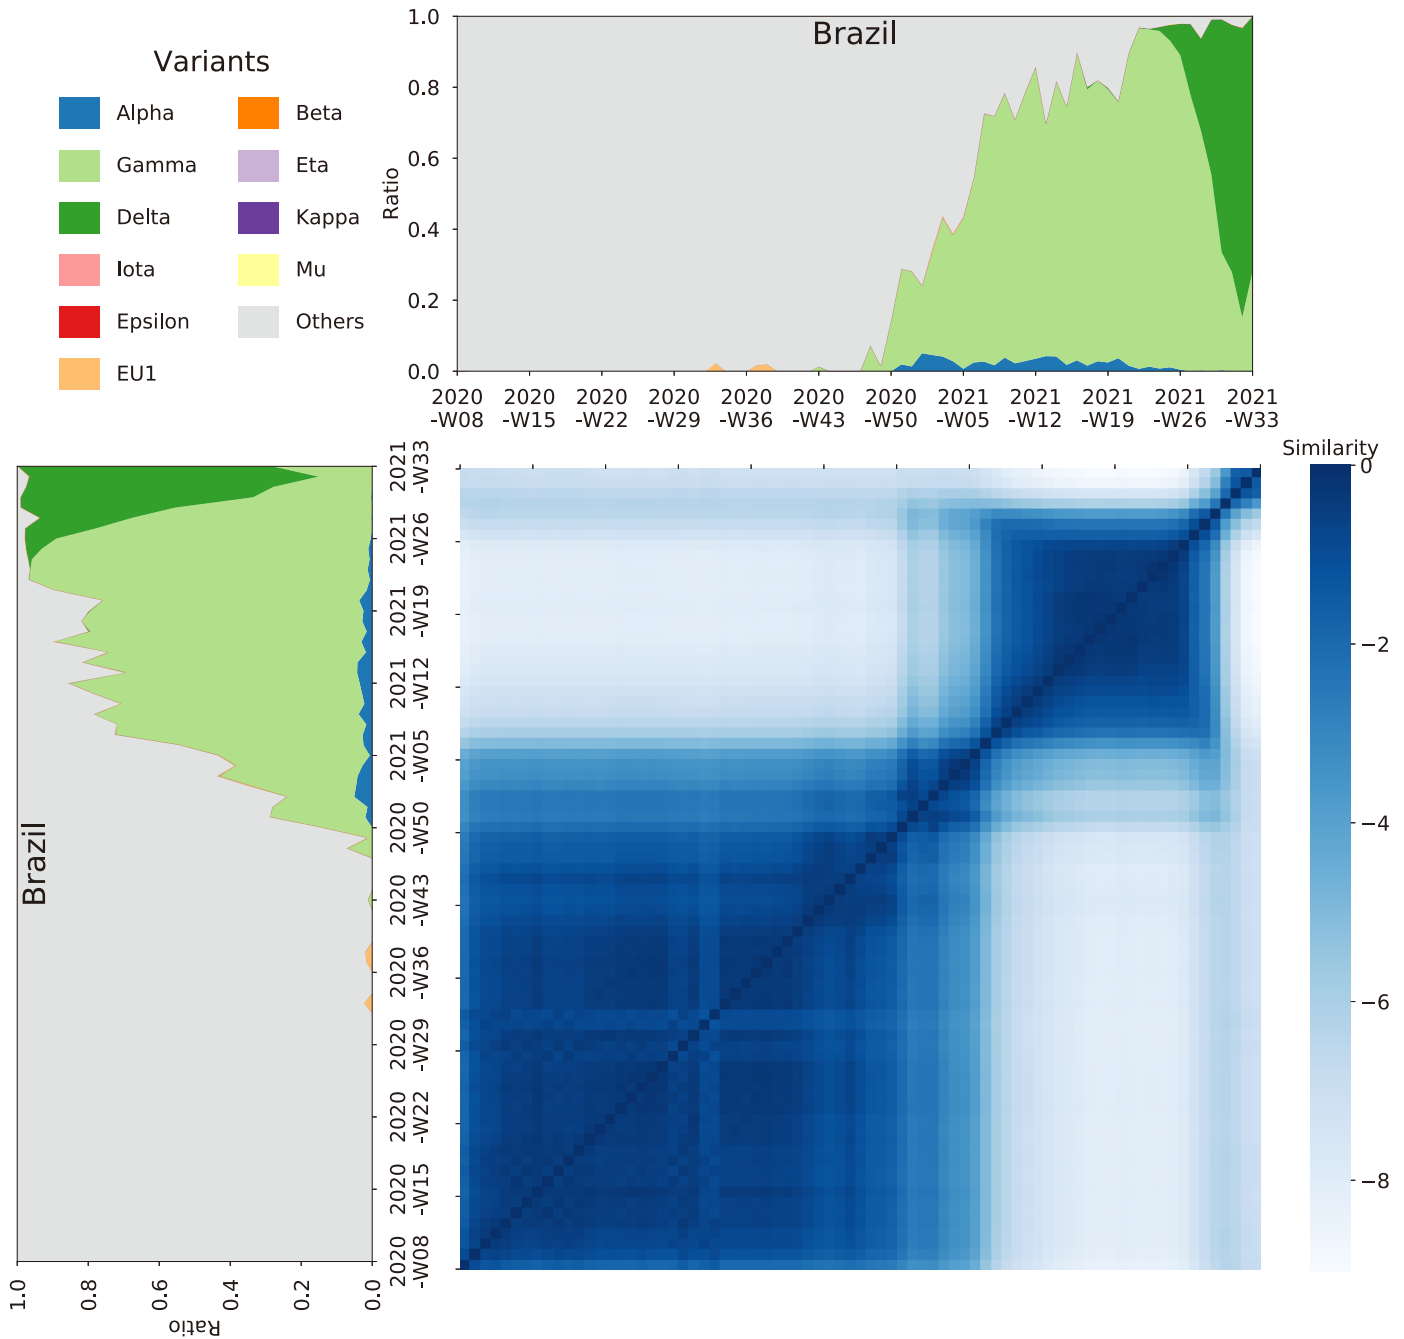 Brazil
Variants
Alpha
Beta
Gamma
Eta
Delta
Kappa
Iota
Mu
Epsilon
Others
EU1
Ratio
1.0
0.8
0.6
0.4
0.2
0.0
2020 2020 2020 2020 2020 2020 2020 2021 2021 2021 2021 2021
-W08 -W15 -W22 -W29 -W36 -W43 -W50 -W05 -W12 -W19 -W26 -W33
Brazil
2021 -W33
2021 -W26
2021 -W19
2021 -W12
2021 -W05
2020 -W50
2020 -W43
2020 -W36
2020 -W29
2020 -W22
2020 -W15
2020 -W08
1.0 0.8 0.6 0.4 0.2 0.0
Ratio
Similarity
0
−2
−4
−6
−8